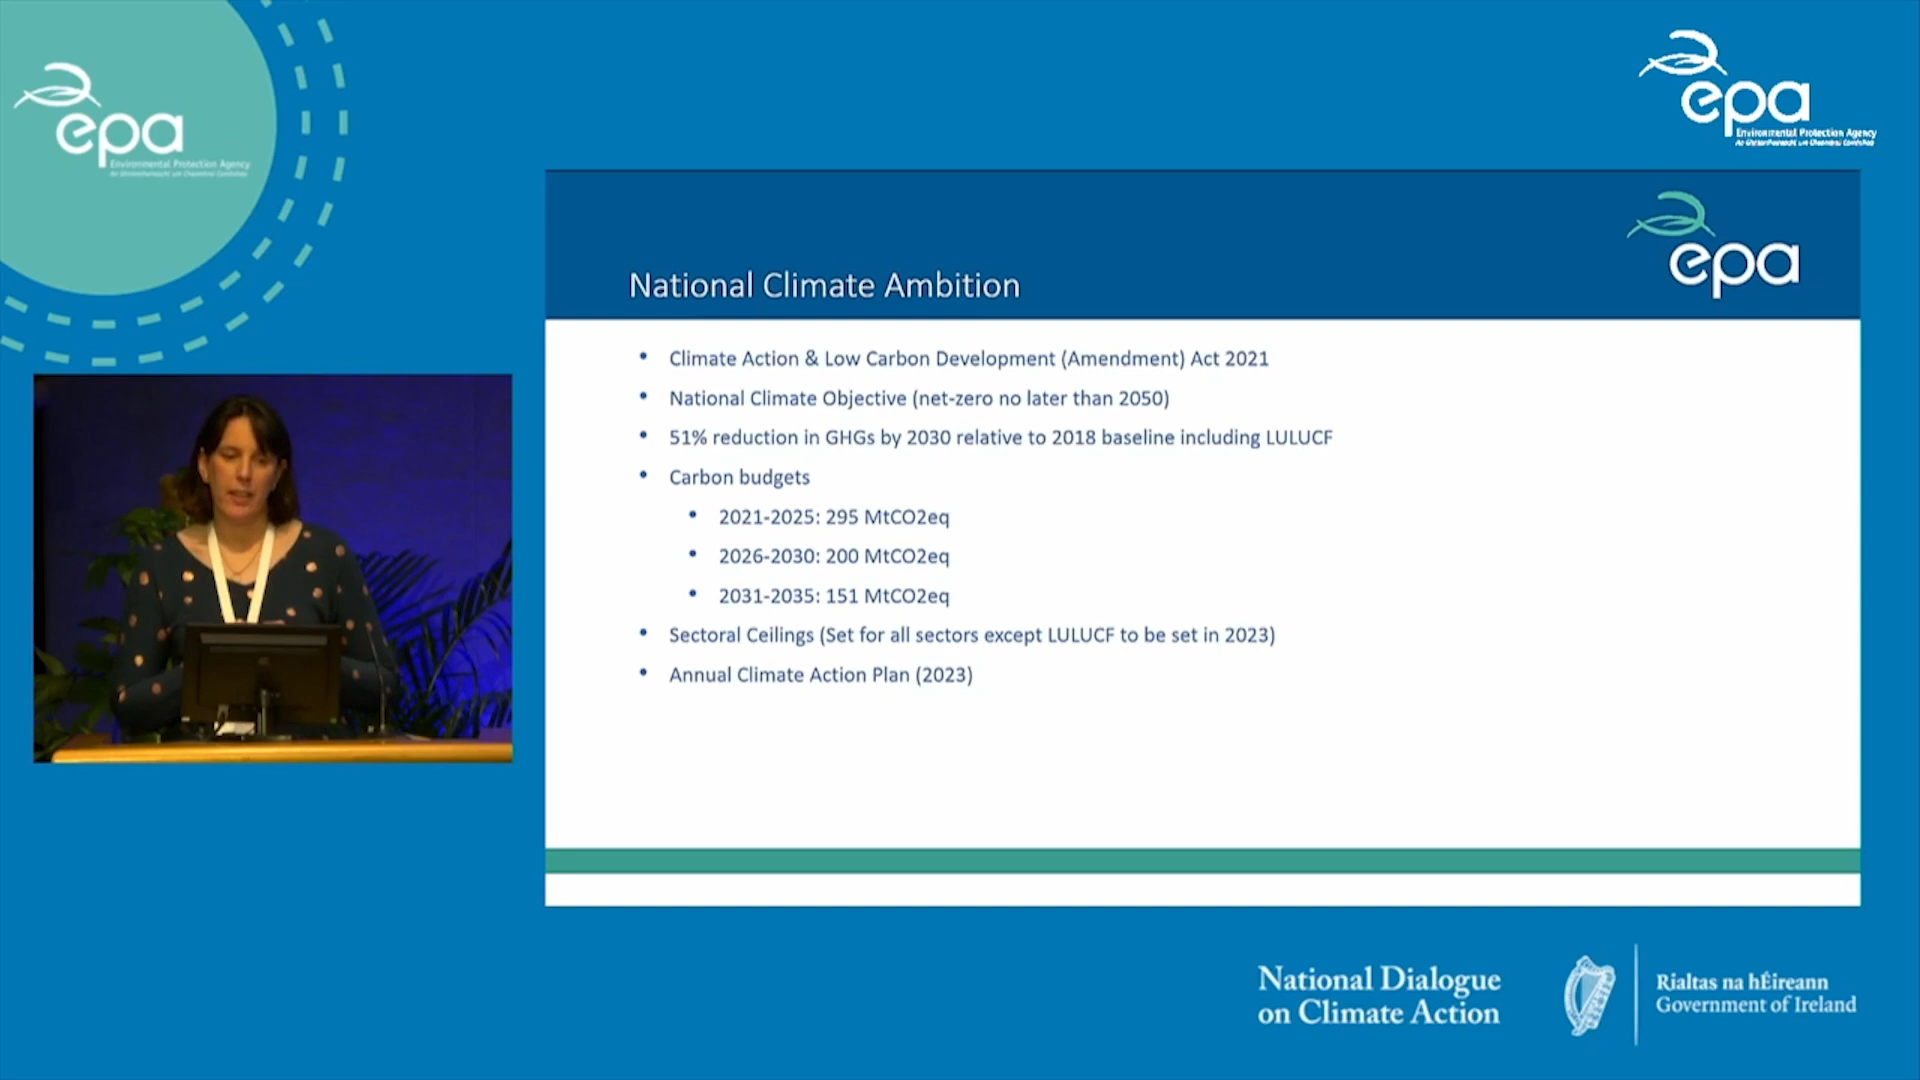 epa
Environmental Protection Agency
An Ghníomhaireacht um Chaomhnú Comhshaoil
epa
Environmental Protection Agency
An Ghníomhaireacht um Chaomhnú Comhshaoil
epa
National Climate Ambition
• Climate Action & Low Carbon Development (Amendment) Act 2021
• National Climate Objective (net-zero no later than 2050)
• 51% reduction in GHGs by 2030 relative to 2018 baseline including LULUCF
• Carbon budgets
• 2021-2025: 295 MtCO2eq
• 2026-2030: 200 MtCO2eq
• 2031-2035: 151 MtCO2eq
• Sectoral Ceilings (Set for all sectors except LULUCF to be set in 2023)
• Annual Climate Action Plan (2023)
National Dialogue
on Climate Action
Rialtas na hÉireann
Government of Ireland